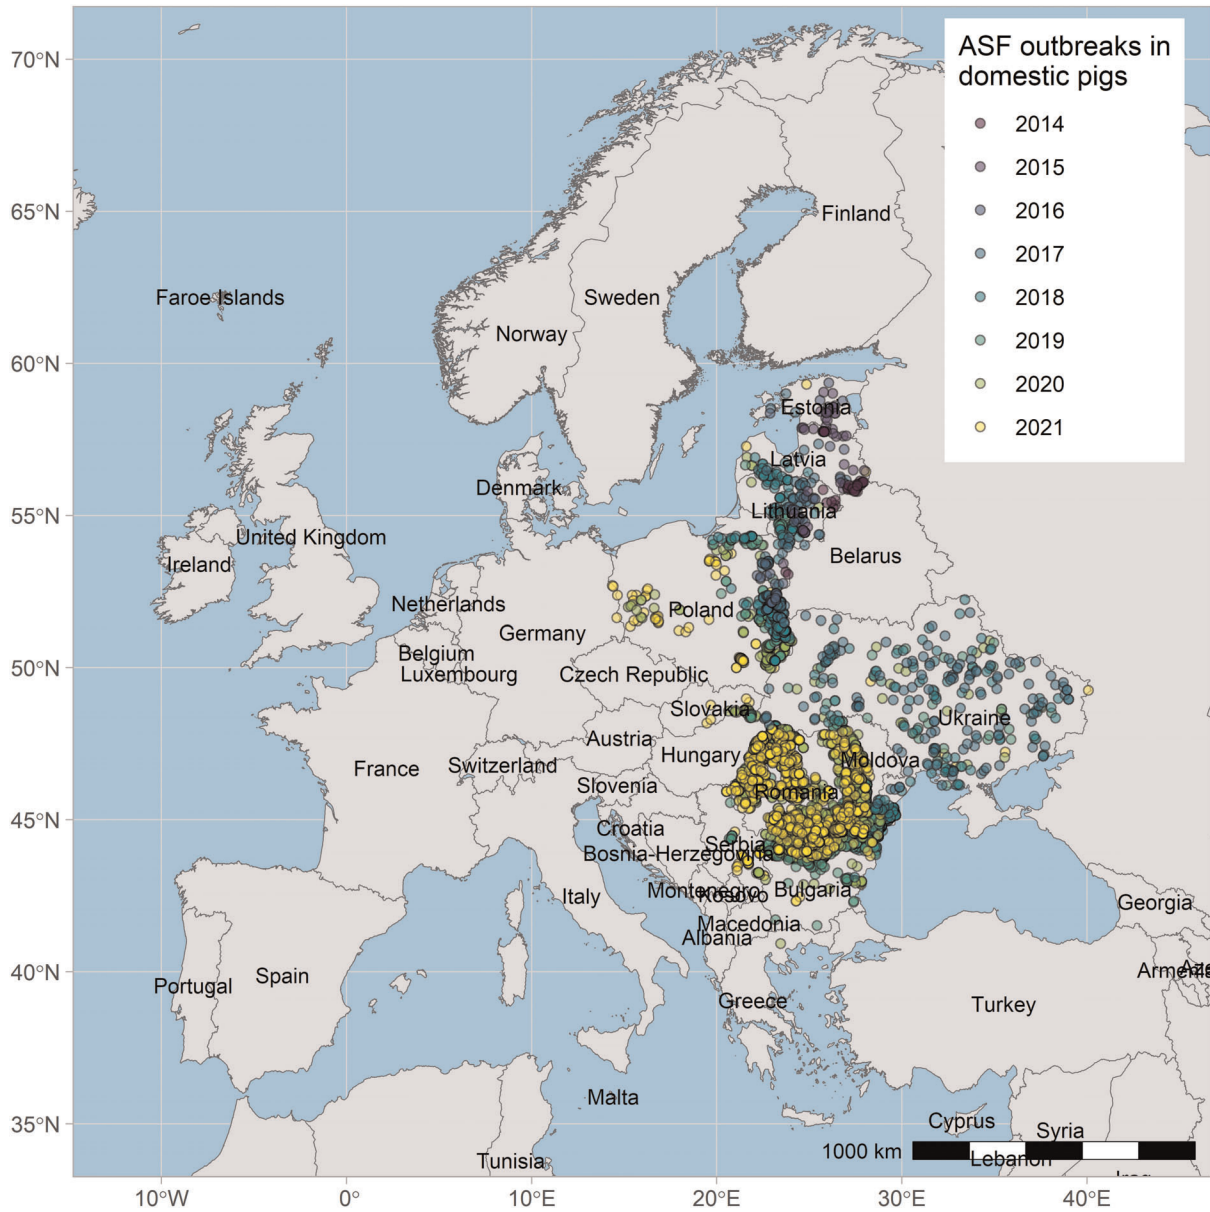 ASF outbreaks in
domestic pigs
2014
2015
2016
2017
2018
2019
2020
2021
70°N
65°N
60°N
55°N
50°N
45°N
40°N
35°N
Finland
Faroe Islands
Sweden
Norway
Estonia
Latvia
Denmark
Lithuania
United Kingdom
Ireland
Belarus
Netherlands
Poland
Germany
Belgium
Luxembourg
Czech Republic
Slovakia
Ukraine
Austria
Hungary
Moldova
France
Switzerland
Slovenia
Romania
Croatia
Serbia
Bosnia-Herzegovina
Montenegro
Kosovo
Bulgaria
Italy
Macedonia
Albania
Georgia
Armenia
Aze
Portugal
Spain
Greece
Turkey
Malta
Cyprus
Syria
1000 km
Lebanon
Tunisia
10°W
0°
10°E
20°E
30°E
40°E